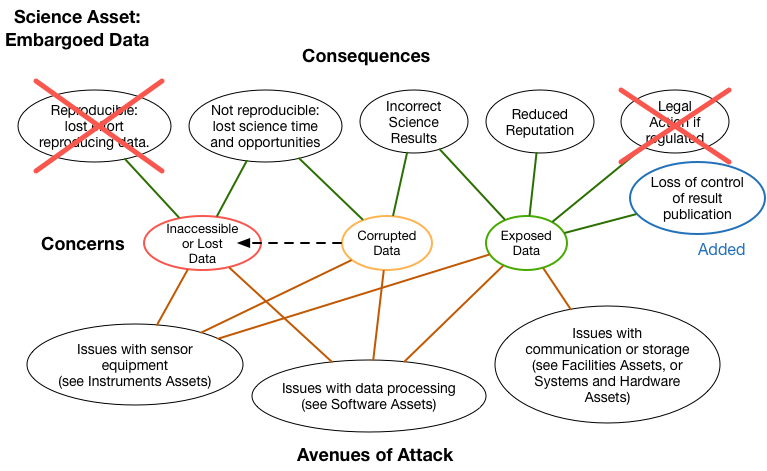 Science Asset:
Embargoed Data
Consequences
Reproducible:
lost effort
reproducing data.
Not reproducible:
lost science time
and opportunities
Incorrect
Science
Results
Reduced
Reputation
Legal
Action if
regulated
Loss of control
of result
publication
Added
Concerns
Inaccessible
or Lost
Data
Corrupted
Data
Exposed
Data
Issues with sensor
equipment
(see Instruments Assets)
Issues with data processing
(see Software Assets)
Issues with
communication or storage
(see Facilities Assets, or
Systems and Hardware
Assets)
Avenues of Attack